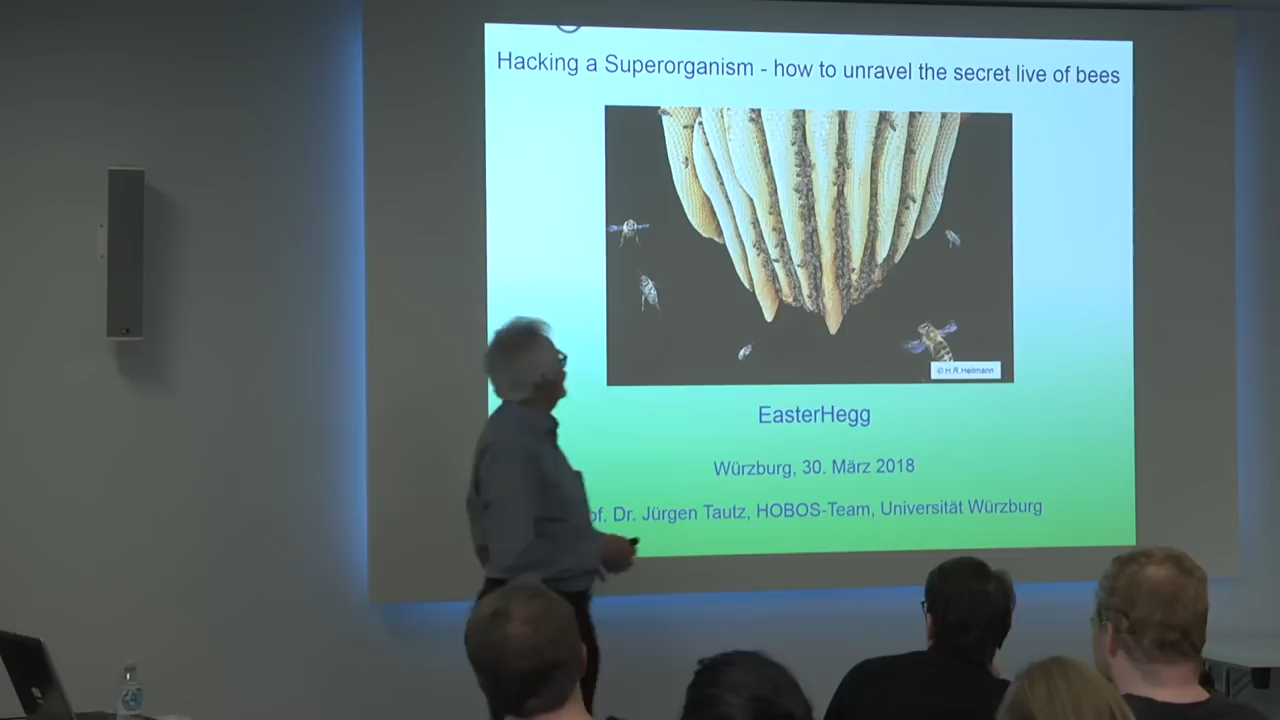 Hacking a Superorganism - how to unravel the secret live of bees
© H.R.Heilmann
EasterHegg
Würzburg, 30. März 2018
of. Dr. Jürgen Tautz, HOBOS-Team, Universität Würzburg